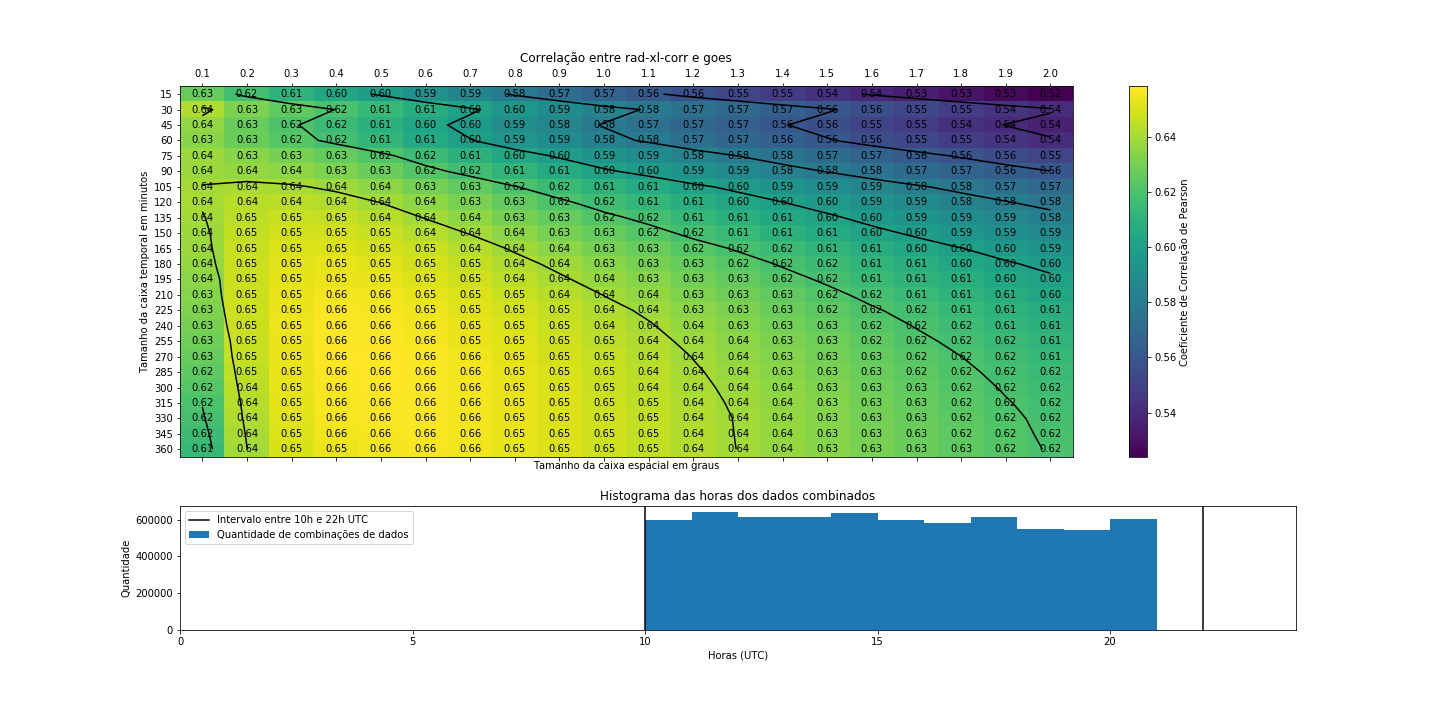 Correlação entre rad-xl-corr e goes
0.1 0.2 0.3 0.4 0.5 0.6 0.7 0.8 0.9 1.0 1.1 1.2 1.3 1.4 1.5 1.6 1.7 1.8 1.9 2.0
15 0.63 0.62 0.61 0.60 0.60 0.59 0.59 0.58 0.57 0.57 0.56 0.56 0.55 0.55 0.54 0.54 0.53 0.53 0.53 0.52
30 0.64 0.63 0.63 0.62 0.61 0.61 0.60 0.60 0.59 0.58 0.58 0.57 0.57 0.57 0.56 0.56 0.55 0.55 0.54 0.54
45 0.64 0.63 0.62 0.62 0.61 0.60 0.60 0.59 0.58 0.58 0.57 0.57 0.57 0.56 0.56 0.55 0.55 0.54 0.54 0.54
60 0.63 0.63 0.62 0.62 0.61 0.61 0.60 0.59 0.59 0.58 0.58 0.57 0.57 0.57 0.56 0.56 0.55 0.55 0.54 0.54
75 0.64 0.63 0.63 0.63 0.62 0.62 0.61 0.60 0.60 0.59 0.59 0.58 0.58 0.58 0.57 0.57 0.56 0.56 0.56 0.55
90 0.64 0.64 0.64 0.63 0.63 0.62 0.62 0.61 0.61 0.60 0.60 0.59 0.59 0.58 0.58 0.58 0.57 0.57 0.56 0.56
105 0.64 0.64 0.64 0.64 0.64 0.63 0.63 0.62 0.62 0.61 0.61 0.60 0.60 0.59 0.59 0.59 0.58 0.58 0.57 0.57
120 0.64 0.64 0.64 0.64 0.64 0.64 0.63 0.63 0.62 0.62 0.61 0.61 0.60 0.60 0.60 0.59 0.59 0.58 0.58 0.58
135 0.64 0.65 0.65 0.65 0.64 0.64 0.64 0.63 0.63 0.62 0.62 0.61 0.61 0.61 0.60 0.60 0.59 0.59 0.59 0.58
150 0.64 0.65 0.65 0.65 0.65 0.64 0.64 0.64 0.63 0.63 0.62 0.62 0.61 0.61 0.61 0.60 0.60 0.59 0.59 0.59
165 0.64 0.65 0.65 0.65 0.65 0.65 0.64 0.64 0.64 0.63 0.63 0.62 0.62 0.62 0.61 0.61 0.60 0.60 0.60 0.59
180 0.64 0.65 0.65 0.65 0.65 0.65 0.65 0.64 0.64 0.63 0.63 0.63 0.62 0.62 0.62 0.61 0.61 0.60 0.60 0.60
195 0.64 0.65 0.65 0.65 0.65 0.65 0.65 0.64 0.64 0.64 0.63 0.63 0.63 0.62 0.62 0.61 0.61 0.61 0.60 0.60
210 0.63 0.65 0.65 0.66 0.66 0.65 0.65 0.65 0.64 0.64 0.64 0.63 0.63 0.63 0.62 0.62 0.61 0.61 0.61 0.60
225 0.63 0.65 0.65 0.66 0.66 0.65 0.65 0.65 0.65 0.64 0.64 0.63 0.63 0.63 0.62 0.62 0.62 0.61 0.61 0.61
240 0.63 0.65 0.65 0.66 0.66 0.66 0.65 0.65 0.65 0.64 0.64 0.64 0.63 0.63 0.63 0.62 0.62 0.62 0.61 0.61
255 0.63 0.65 0.65 0.66 0.66 0.66 0.65 0.65 0.65 0.65 0.64 0.64 0.64 0.63 0.63 0.63 0.62 0.62 0.62 0.61
270 0.63 0.65 0.65 0.66 0.66 0.66 0.65 0.65 0.65 0.65 0.64 0.64 0.64 0.63 0.63 0.63 0.62 0.62 0.62 0.61
285 0.62 0.65 0.65 0.66 0.66 0.66 0.65 0.65 0.65 0.65 0.65 0.64 0.64 0.63 0.63 0.63 0.63 0.62 0.62 0.62
300 0.62 0.64 0.65 0.66 0.66 0.66 0.65 0.65 0.65 0.65 0.65 0.64 0.64 0.64 0.63 0.63 0.63 0.62 0.62 0.62
315 0.62 0.64 0.65 0.66 0.66 0.66 0.65 0.65 0.65 0.65 0.65 0.64 0.64 0.64 0.63 0.63 0.63 0.62 0.62 0.62
330 0.62 0.64 0.65 0.65 0.66 0.66 0.65 0.65 0.65 0.65 0.65 0.64 0.64 0.64 0.63 0.63 0.63 0.62 0.62 0.62
345 0.62 0.64 0.65 0.66 0.66 0.66 0.65 0.65 0.65 0.65 0.65 0.64 0.64 0.64 0.63 0.63 0.63 0.62 0.62 0.62
360 0.61 0.64 0.65 0.65 0.66 0.66 0.66 0.65 0.65 0.65 0.65 0.64 0.64 0.64 0.63 0.63 0.63 0.62 0.62 0.62
Tamanho da caixa temporal em minutos
Tamanho da caixa espacial em graus
0.64
0.62
0.60
0.58
0.56
0.54
Coeficiente de Correlação de Pearson
Histograma das horas dos dados combinados
Intervalo entre 10h e 22h UTC
Quantidade de combinações de dados
600000
400000
200000
0
Quantidade
0 5 10 15 20
Horas (UTC)